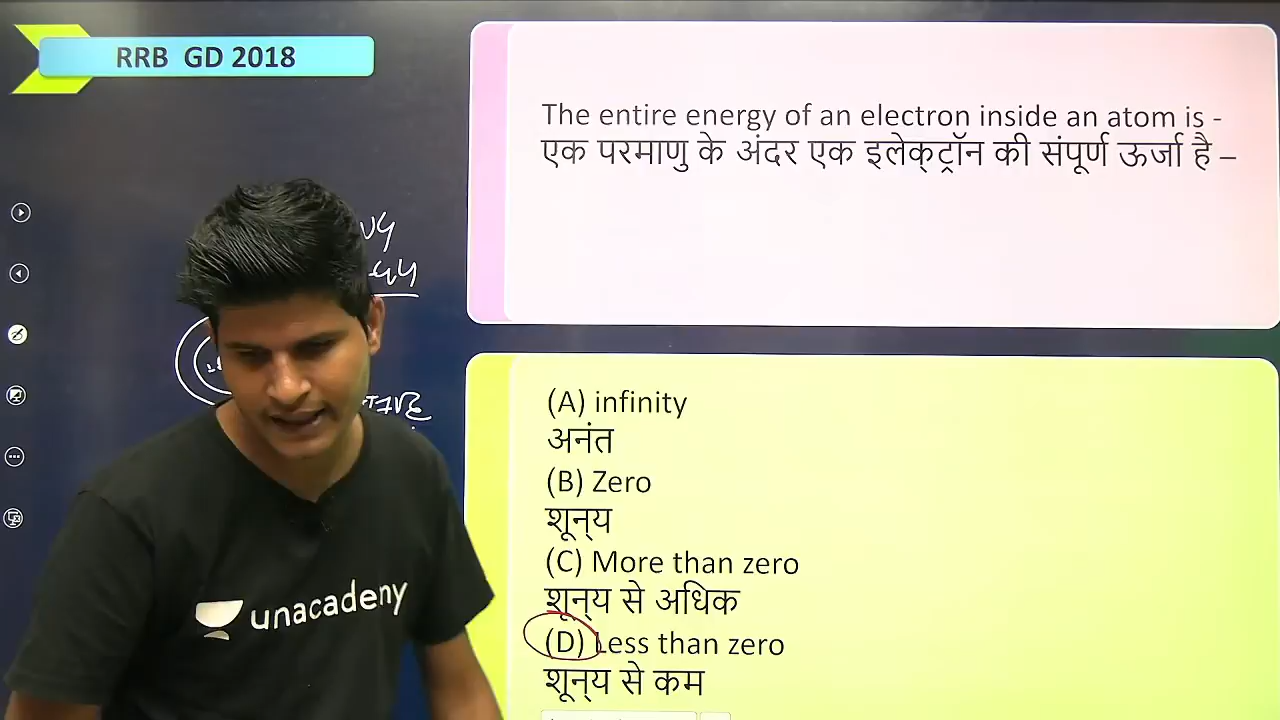 RRB GD 2018
The entire energy of an electron inside an atom is -
एक परमाणु के अंदर एक इलेक्ट्रॉन की संपूर्ण ऊर्जा है –
(A) infinity
अनंत
(B) Zero
शून्य
(C) More than zero
शून्य से अधिक
(D) Less than zero
शून्य से कम
unacademy